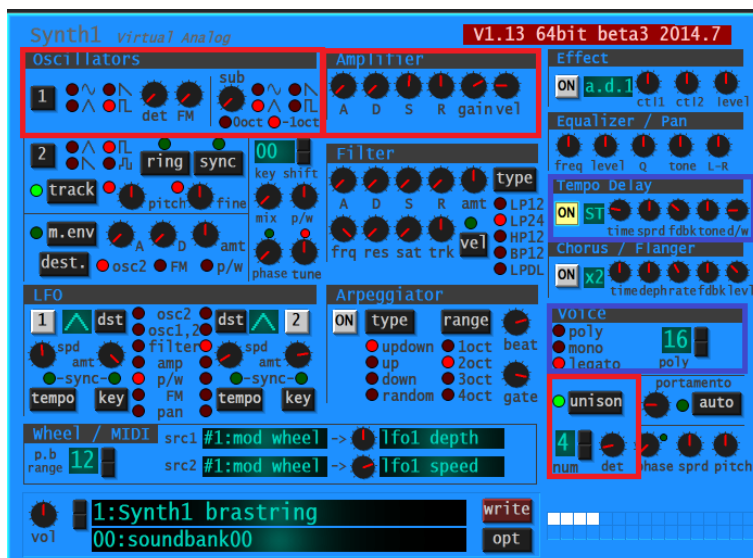 Synth1 Virtual Analog
V1.13 64bit beta3 2014.7
Oscillators
1
det FM
sub
0oct -1oct
2
ring
sync
track
pitch
fine
m.env
A D amt
dest.
osc2 FM p/w
00
key shift
mix p/w
phase tune
Amplifier
A D S R gain vel
Filter
A D S R amt
type
LP12
LP24
HP12
BP12
LPDL
frq res sat trk
vel
Effect
ON a.d.1
ctl1 ctl2 level
Equalizer / Pan
freq level Q tone L-R
Tempo Delay
ON ST
time sprd fdbk toned/w
Chorus / Flanger
ON x2
timedephratefdbklevl
LFO
1
dst
osc2
osc1,2
filter
amp
p/w
FM
pan
dst
2
spd
amt
-sync-
tempo
key
spd
amt
-sync-
tempo
key
Arpeggiator
ON
type
range
beat
updown
up
down
random
1oct
2oct
3oct
4oct
gate
Voice
poly
mono
legato
16
poly
unison
portamento
auto
4
num det phase sprd pitch
Wheel / MIDI
p.b
range
12
src1 #1:mod wheel -> lfo1 depth
src2 #1:mod wheel -> lfo1 speed
vol
1:Synth1 brastring
00:soundbank00
write
opt